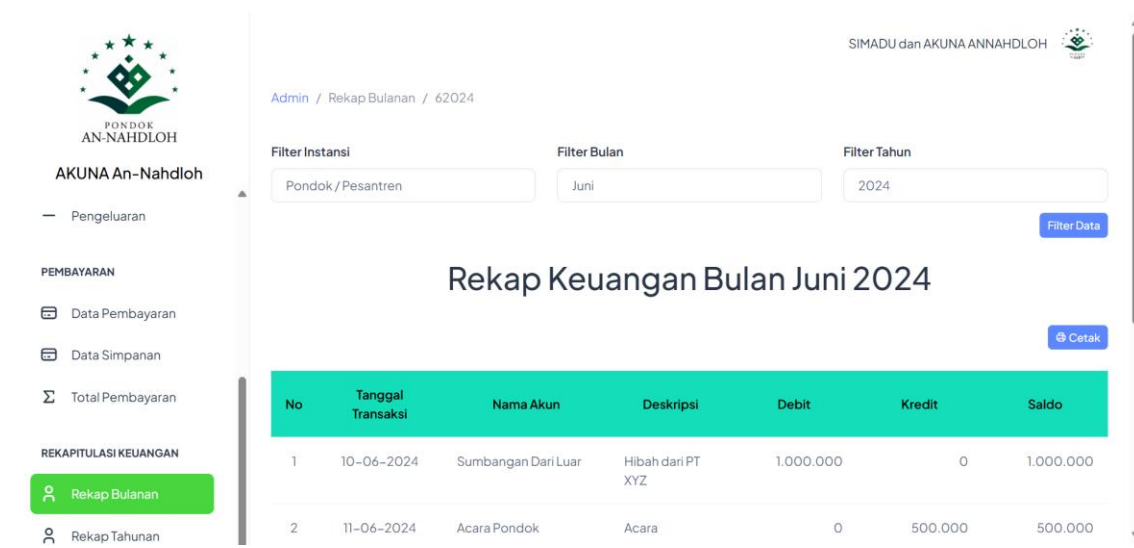 PONDOK
AN-NAHDLOH
AKUNA An-Nahdloh
Pengeluaran
PEMBAYARAN
Data Pembayaran
Data Simpanan
Total Pembayaran
REKAPITULASI KEUANGAN
Rekap Bulanan
Rekap Tahunan
SIMADU dan AKUNA ANNAHDLOH
Admin / Rekap Bulanan / 62024
Filter Instansi Filter Bulan Filter Tahun
Pondok / Pesantren Juni 2024
Filter Data
Rekap Keuangan Bulan Juni 2024
Cetak
No Tanggal Transaksi Nama Akun Deskripsi Debit Kredit Saldo
1 10-06-2024 Sumbangan Dari Luar Hibah dari PT XYZ 1.000.000 0 1.000.000
2 11-06-2024 Acara Pondok Acara 0 500.000 500.000